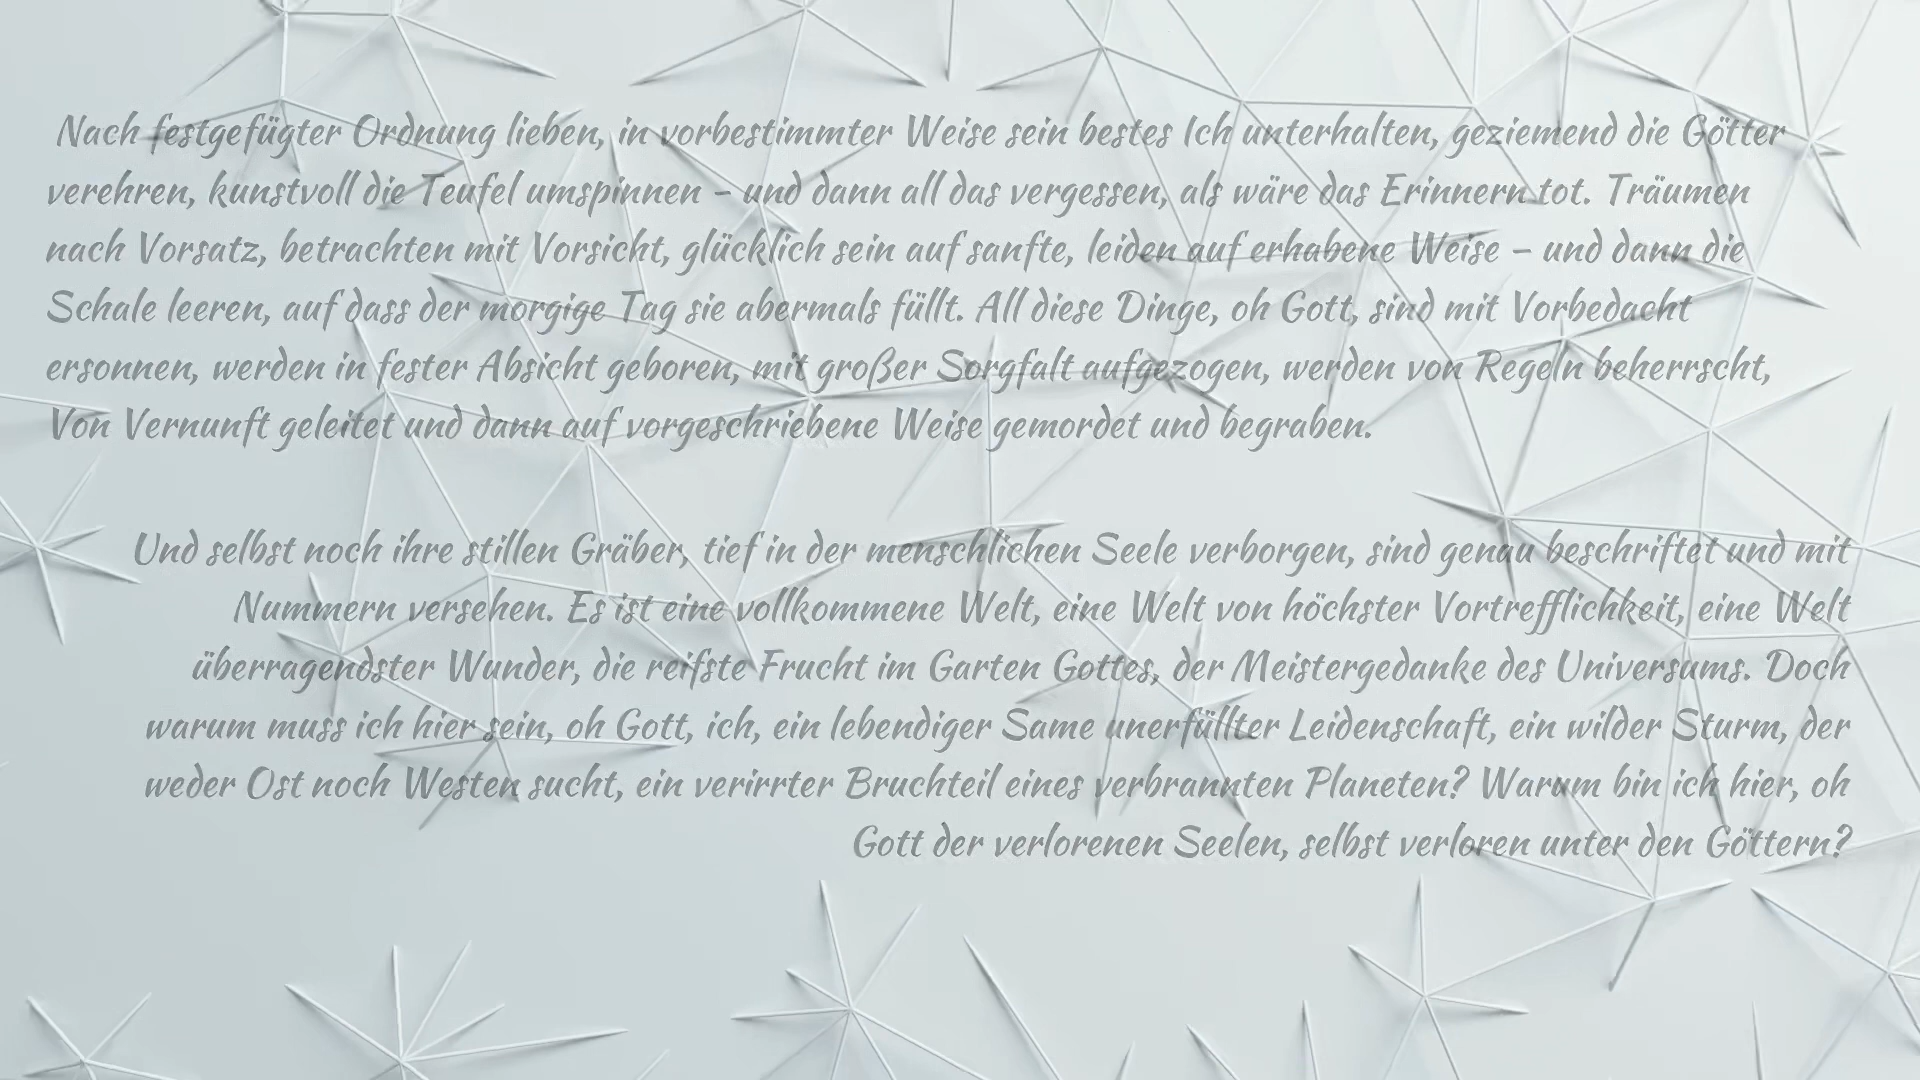 Nach festgefügter Ordnung lieben, in vorbestimmter Weise sein bestes Ich unterhalten, geziemend die Götter
verehren, kunstvoll die Teufel umspinnen – und dann all das vergessen, als wäre das Erinnern tot. Träumen
nach Vorsatz, betrachten mit Vorsicht, glücklich sein auf sanfte, leiden auf erhabene Weise – und dann die
Schale leeren, auf dass der morgige Tag sie abermals füllt. All diese Dinge, oh Gott, sind mit Vorbedacht
ersonnen, werden in fester Absicht geboren, mit großer Sorgfalt aufgezogen, werden von Regeln beherrscht,
Von Vernunft geleitet und dann auf vorgeschriebene Weise gemordet und begraben.
Und selbst noch ihre stillen Gräber, tief in der menschlichen Seele verborgen, sind genau beschriftet und mit
Nummern versehen. Es ist eine vollkommene Welt, eine Welt von höchster Vortrefflichkeit, eine Welt
überragendster Wunder, die reifste Frucht im Garten Gottes, der Meistergedanke des Universums. Doch
warum muss ich hier sein, oh Gott, ich, ein lebendiger Same unerfüllter Leidenschaft, ein wilder Sturm, der
weder Ost noch Westen sucht, ein verirrter Bruchteil eines verbrannten Planeten? Warum bin ich hier, oh
Gott der verlorenen Seelen, selbst verloren unter den Göttern?